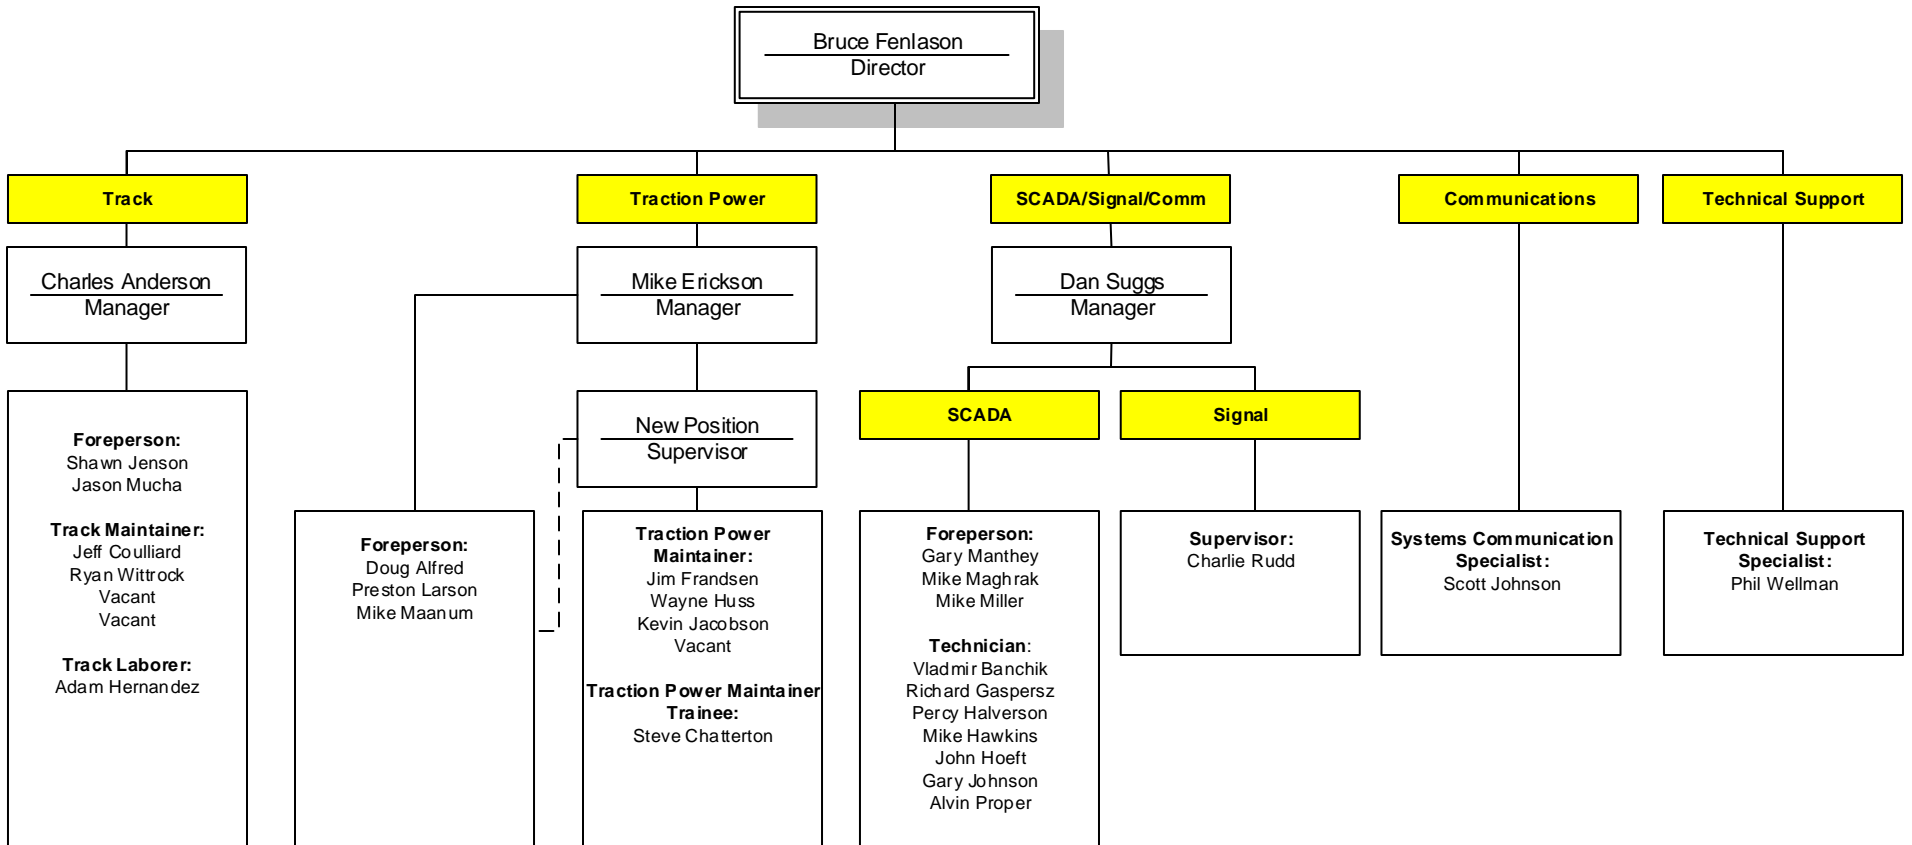 Bruce Fenlason
Director
Track
Traction Power
SCADA/Signal/Comm
Communications
Technical Support
Charles Anderson
Manager
Mike Erickson
Manager
Dan Suggs
Manager
New Position
Supervisor
SCADA
Signal
Foreperson:
Shawn Jenson
Jason Mucha
Track Maintainer:
Jeff Coulliard
Ryan Wittrock
Vacant
Vacant
Track Laborer:
Adam Hernandez
Foreperson:
Doug Alfred
Preston Larson
Mike Maanum
Traction Power
Maintainer:
Jim Frandsen
Wayne Huss
Kevin Jacobson
Vacant
Traction Power Maintainer
Trainee:
Steve Chatterton
Foreperson:
Gary Manthey
Mike Maghrak
Mike Miller
Technician:
Vladmir Banchik
Richard Gaspersz
Percy Halverson
Mike Hawkins
John Hoeft
Gary Johnson
Alvin Proper
Supervisor:
Charlie Rudd
Systems Communication
Specialist:
Scott Johnson
Technical Support
Specialist:
Phil Wellman